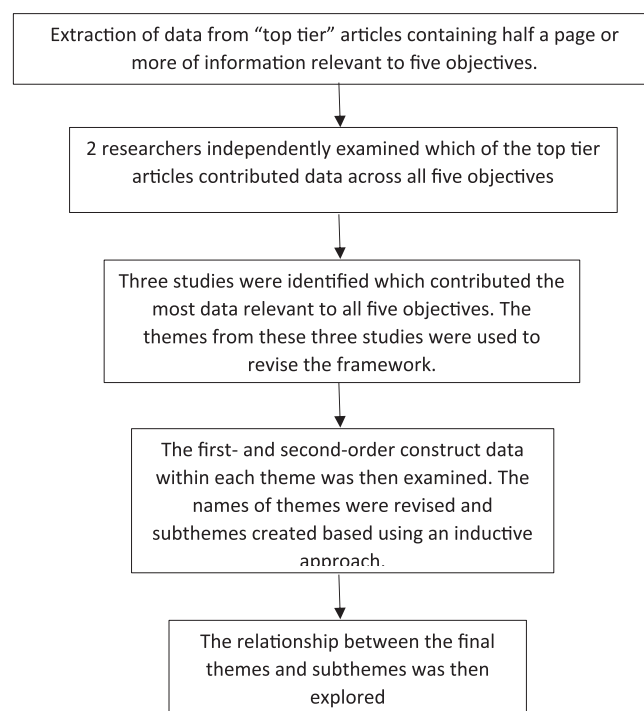 Extraction of data from “top tier” articles containing half a page or
more of information relevant to five objectives.
2 researchers independently examined which of the top tier
articles contributed data across all five objectives
Three studies were identified which contributed the
most data relevant to all five objectives. The
themes from these three studies were used to
revise the framework.
The first- and second-order construct data
within each theme was then examined. The
names of themes were revised and
subthemes created based using an inductive
approach.
The relationship between the final
themes and subthemes was then
explored